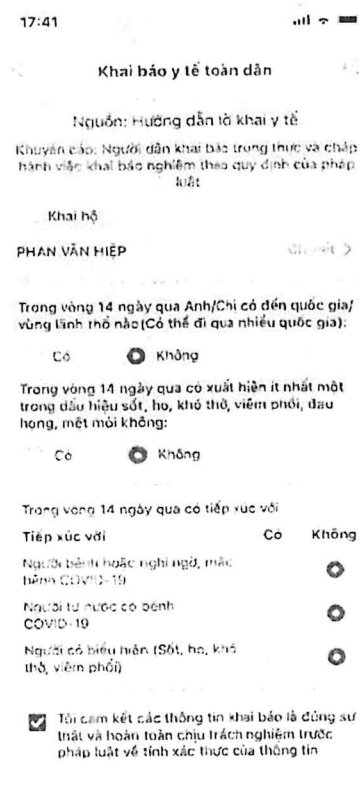 17:41
Khai báo y tế toàn dân
Nguồn: Hướng dẫn tờ khai y tế
Khuyến cáo: Người dân khai báo trung thực và chấp
hành việc khai báo nghiêm theo quy định của pháp
luật
Khai hộ
PHAN VĂN HIỆP
Chi tiết >
Trong vòng 14 ngày qua Anh/Chị có đến quốc gia/
vùng lãnh thổ nào(Có thể đi qua nhiều quốc gia):
Có Không
Trong vòng 14 ngày qua có xuất hiện ít nhất một
trong dấu hiệu sốt, ho, khó thở, viêm phổi, đau
họng, mệt mỏi không:
Có Không
Trong vòng 14 ngày qua có tiếp xúc với
Tiếp xúc với Có Không
Người bệnh hoặc nghi ngờ, mắc
bệnh COVID-19
Người từ nước có bệnh
COVID-19
Người có biểu hiện (Sốt, ho, khó
thở, viêm phổi)
Tôi cam kết các thông tin khai báo là đúng sự
thật và hoàn toàn chịu trách nghiệm trước
pháp luật về tính xác thực của thông tin